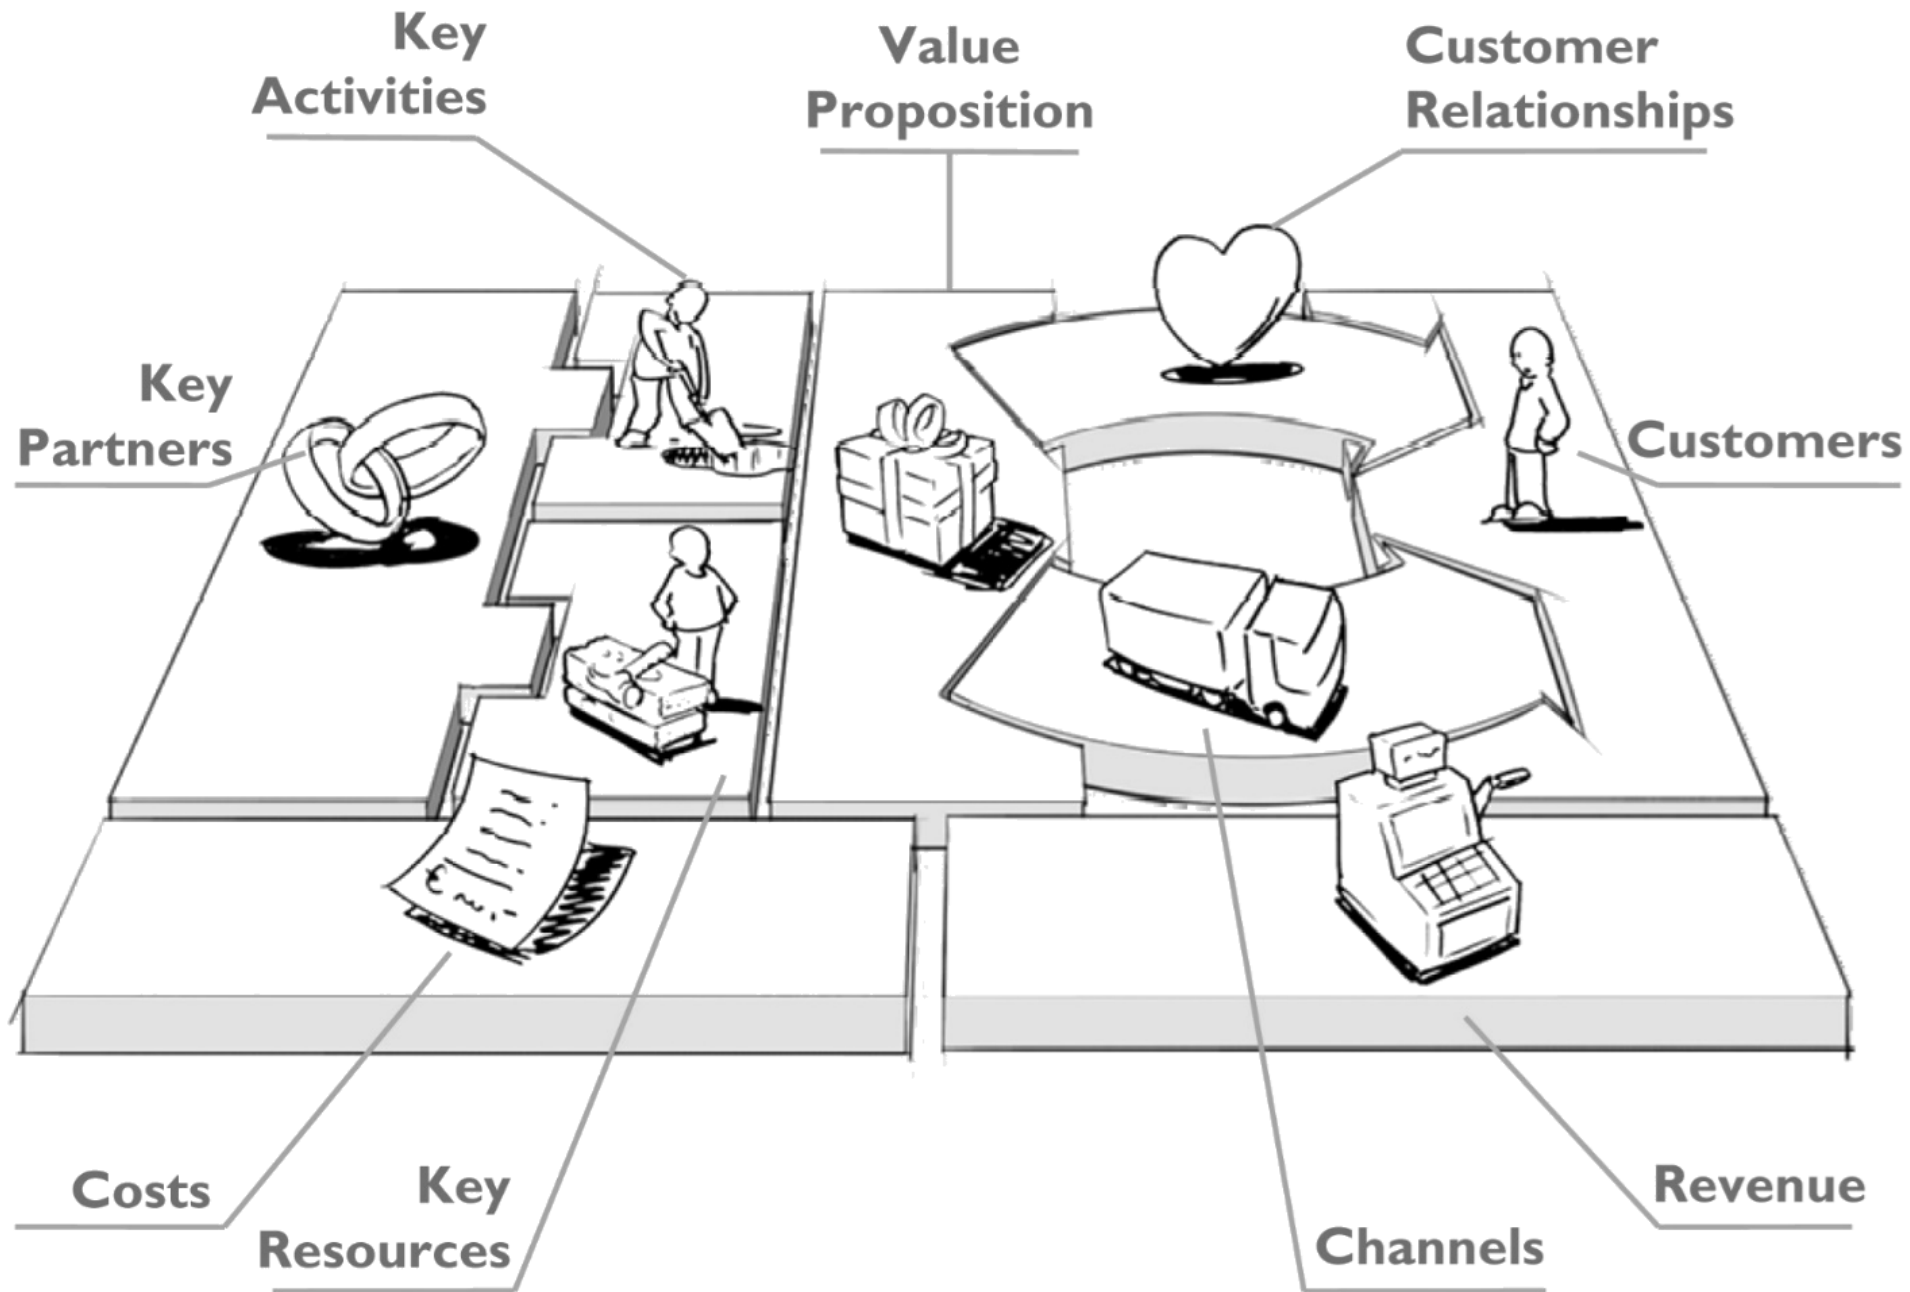 Key
Activities
Value
Proposition
Customer
Relationships
Key
Partners
Customers
Costs
Key
Resources
Channels
Revenue